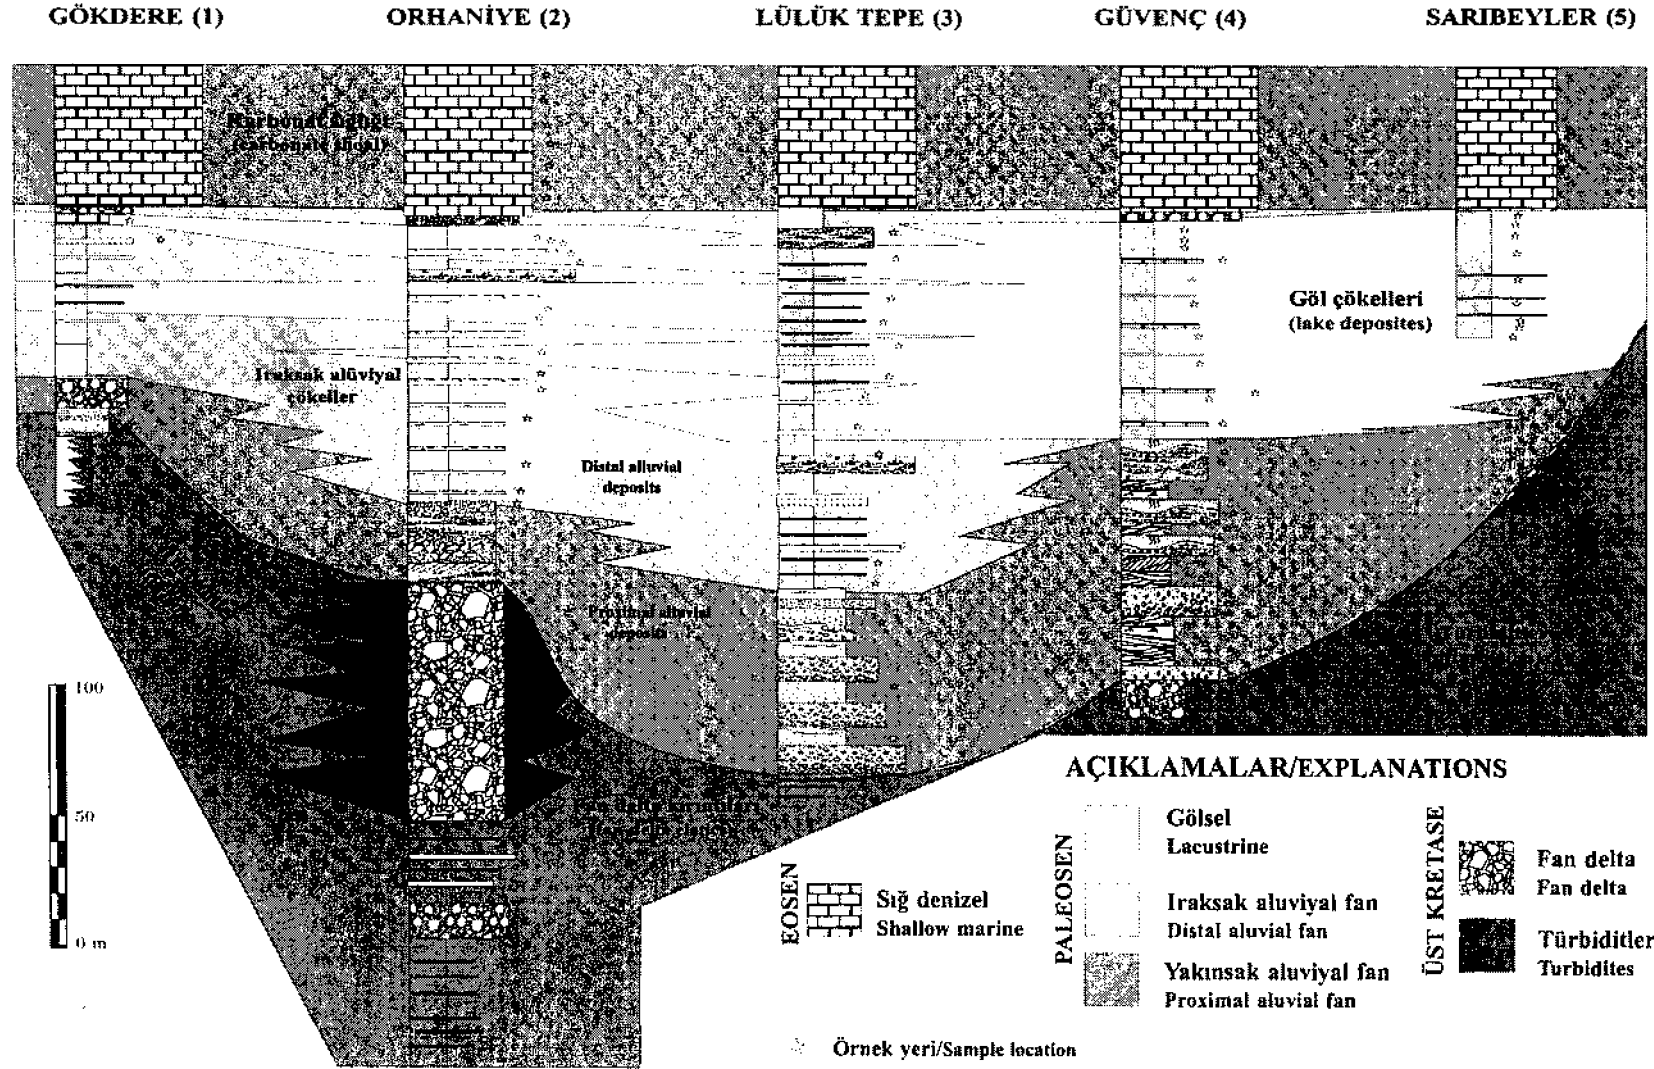 GÖKDERE (1)
ORHANİYE (2)
LÜLÜK TEPE (3)
GÜVENÇ (4)
SARIBEYLER (5)
(carbonate shoal)
Göl çökelleri
(lake deposites)
Iraksak alüviyal
çökeller
Distal alluvial
deposits
Proximal alluvial
deposits
100
50
0 m
AÇIKLAMALAR/EXPLANATIONS
EOSEN
Sığ denizel
Shallow marine
PALEOSEN
Gölsel
Lacustrine
Iraksak aluviyal fan
Distal aluvial fan
Yakınsak aluviyal fan
Proximal aluvial fan
ÜST KRETASE
Fan delta
Fan delta
Türbiditler
Turbidites
Örnek yeri/Sample location